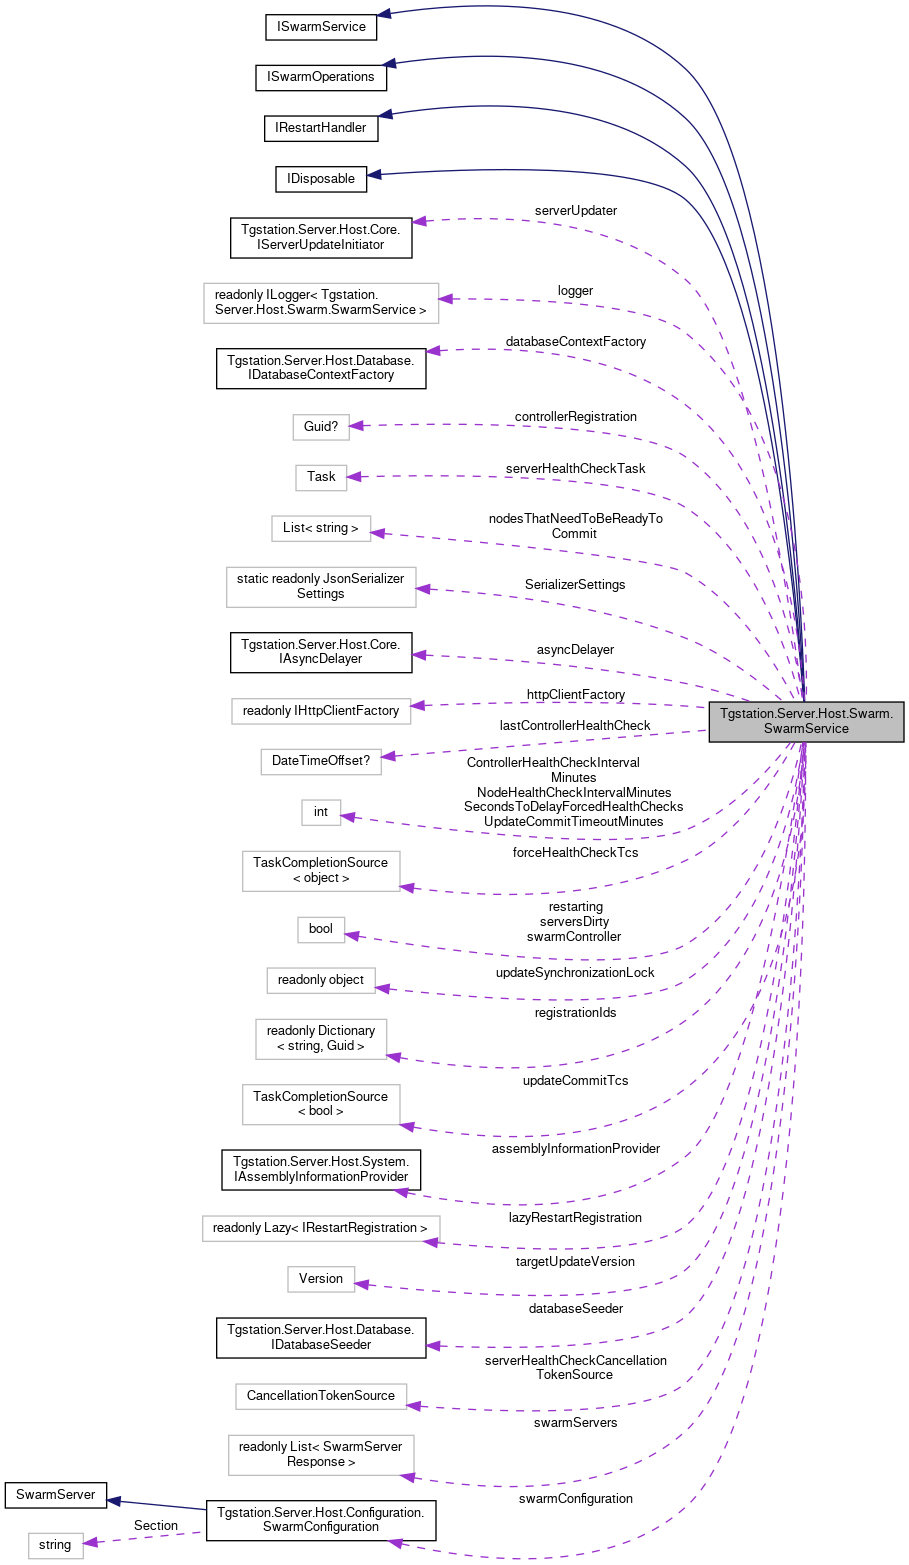 ISwarmService
ISwarmOperations
IRestartHandler
IDisposable
serverUpdater
Tgstation.Server.Host.Core.
IServerUpdateInitiator
logger
readonly ILogger< Tgstation.
Server.Host.Swarm.SwarmService >
databaseContextFactory
Tgstation.Server.Host.Database.
IDatabaseContextFactory
controllerRegistration
Guid?
serverHealthCheckTask
Task
nodesThatNeedToBeReadyTo
Commit
List< string >
SerializerSettings
static readonly JsonSerializer
Settings
asyncDelayer
Tgstation.Server.Host.Core.
IAsyncDelayer
httpClientFactory
readonly IHttpClientFactory
Tgstation.Server.Host.Swarm.
SwarmService
lastControllerHealthCheck
DateTimeOffset?
ControllerHealthCheckInterval
Minutes
NodeHealthCheckIntervalMinutes
SecondsToDelayForcedHealthChecks
UpdateCommitTimeoutMinutes
int
forceHealthCheckTcs
TaskCompletionSource
< object >
restarting
serversDirty
swarmController
bool
updateSynchronizationLock
readonly object
registrationIds
readonly Dictionary
< string, Guid >
updateCommitTcs
TaskCompletionSource
< bool >
assemblyInformationProvider
Tgstation.Server.Host.System.
IAssemblyInformationProvider
lazyRestartRegistration
readonly Lazy< IRestartRegistration >
targetUpdateVersion
Version
databaseSeeder
Tgstation.Server.Host.Database.
IDatabaseSeeder
serverHealthCheckCancellation
TokenSource
CancellationTokenSource
swarmServers
readonly List< SwarmServer
Response >
swarmConfiguration
SwarmServer
Tgstation.Server.Host.Configuration.
SwarmConfiguration
Section
string